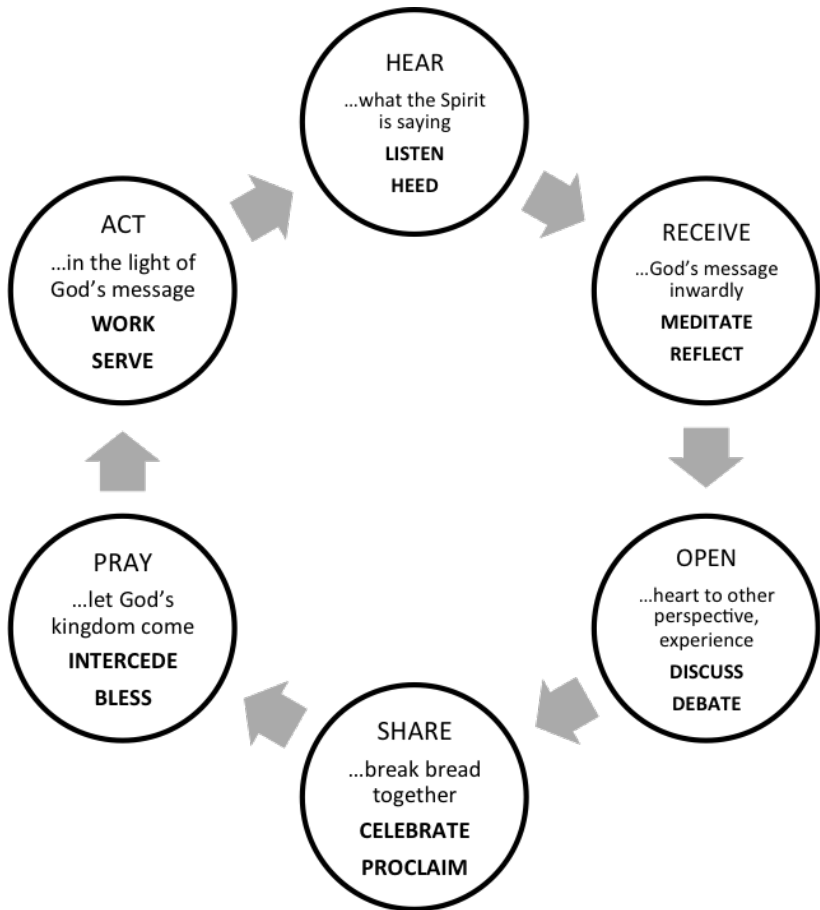 HEAR
...what the Spirit
is saying
LISTEN
HEED
RECEIVE
...God’s message
inwardly
MEDITATE
REFLECT
OPEN
...heart to other
perspective,
experience
DISCUSS
DEBATE
SHARE
...break bread
together
CELEBRATE
PROCLAIM
PRAY
...let God’s
kingdom come
INTERCEDE
BLESS
ACT
...in the light of
God’s message
WORK
SERVE